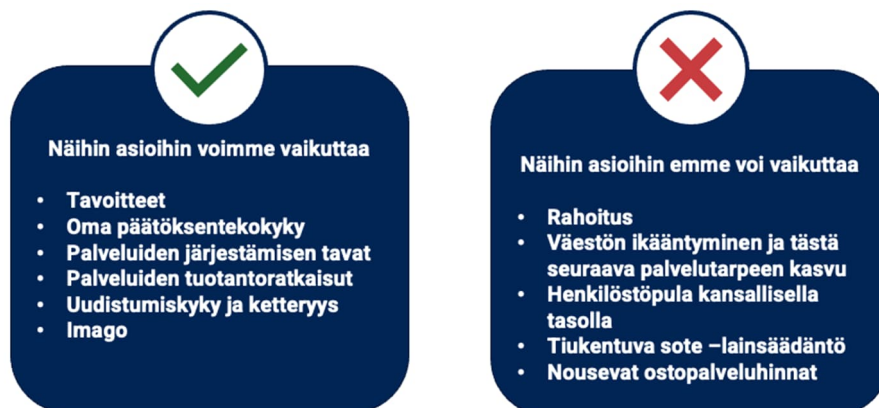 Näihin asioihin voimme vaikuttaa
• Tavoitteet
• Oma päätöksentekokyky
• Palveluiden järjestämisen tavat
• Palveluiden tuotantoratkaisut
• Uudistumiskyky ja ketteryys
• Imago
Näihin asioihin emme voi vaikuttaa
• Rahoitus
• Väestön ikääntyminen ja tästä
seuraava palvelutarpeen kasvu
• Henkilöstöpula kansallisella
tasolla
• Tiukentuva sote –lainsäädäntö
• Nousevat ostopalveluhinnat